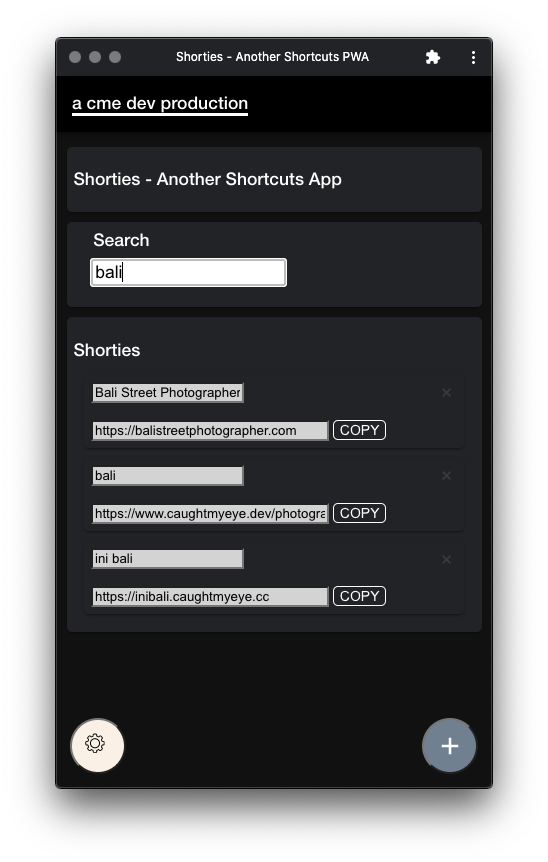 Shorties - Another Shortcuts PWA
a cme dev production
Shorties - Another Shortcuts App
Search
bali
Shorties
Bali Street Photographer
https://balistreetphotographer.com COPY
bali
https://www.caughtmyeye.dev/photogra COPY
ini bali
https://inibali.caughtmyeye.cc COPY